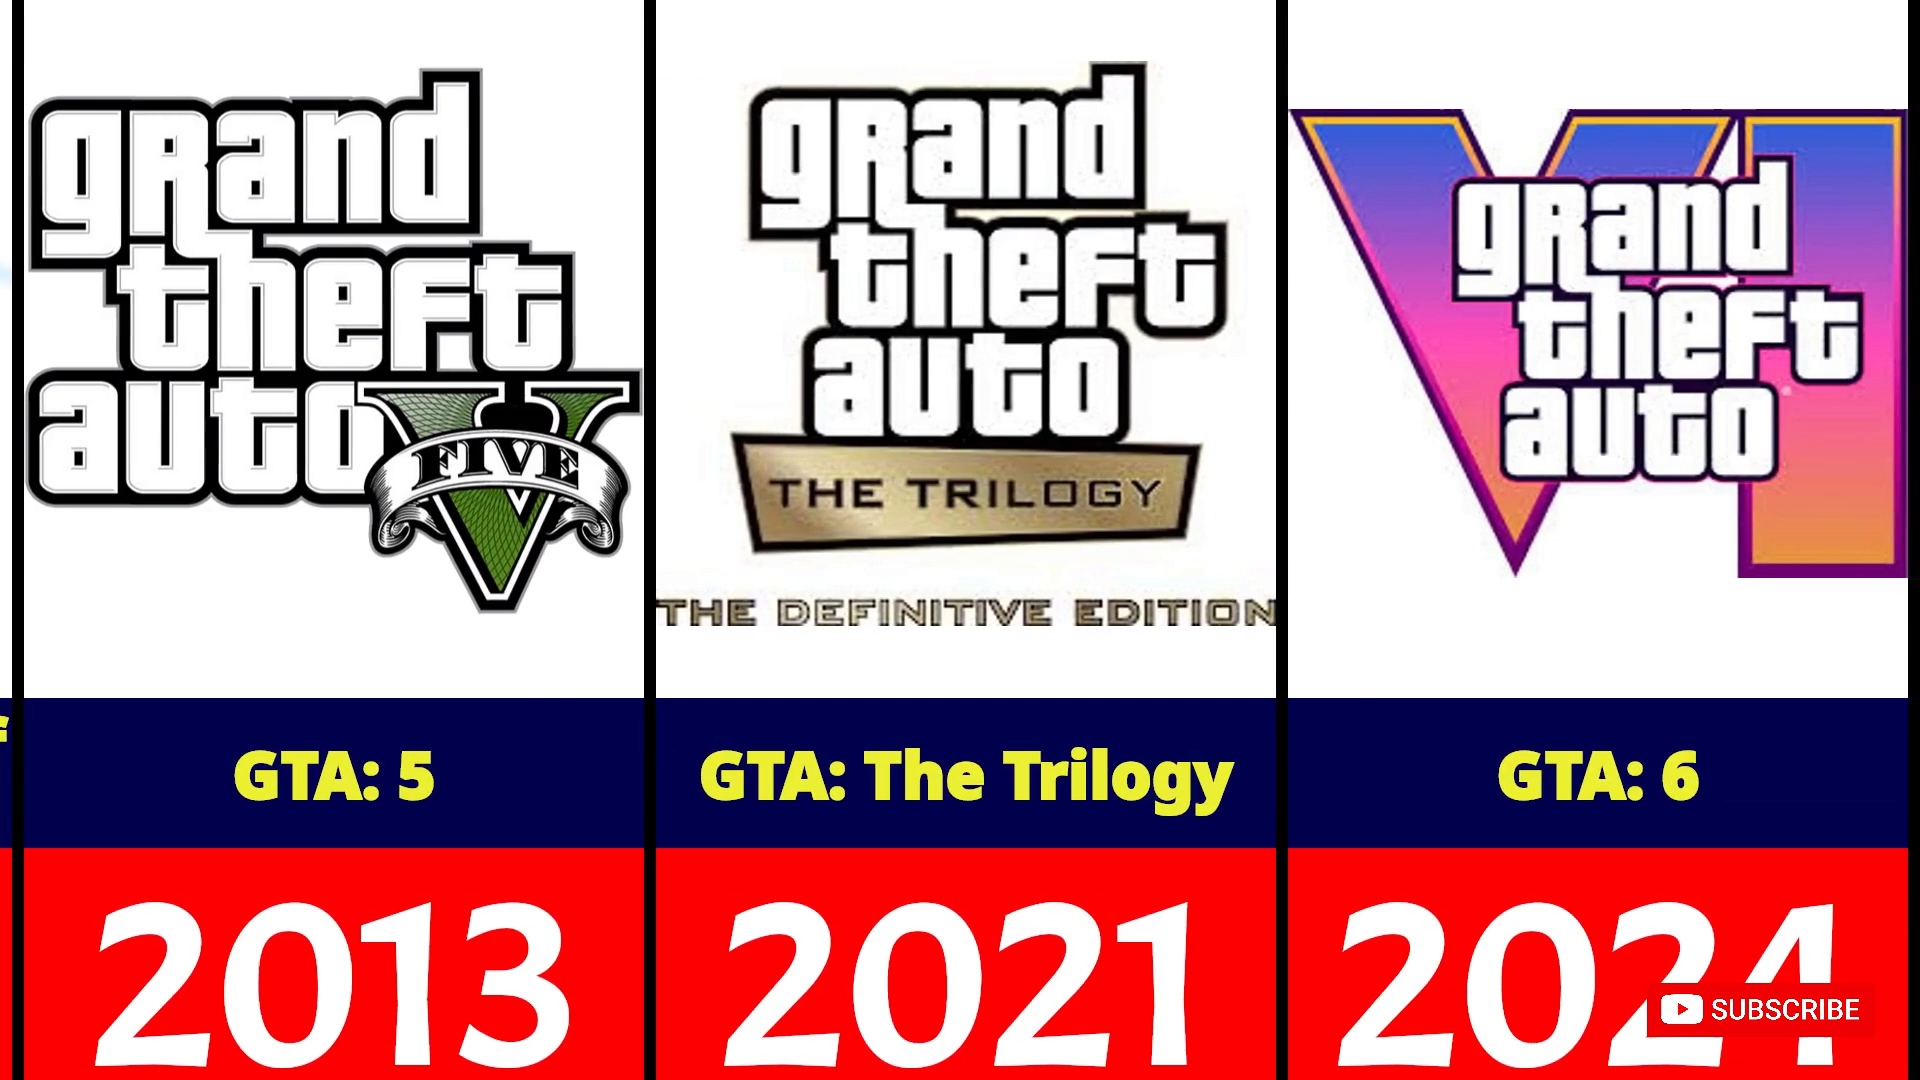 grand
theft
auto
FIVE
GTA: 5
2013
grand
theft
auto
THE TRILOGY
THE DEFINITIVE EDITION
GTA: The Trilogy
2021
VI
grand
theft
auto
GTA: 6
2024
SUBSCRIBE